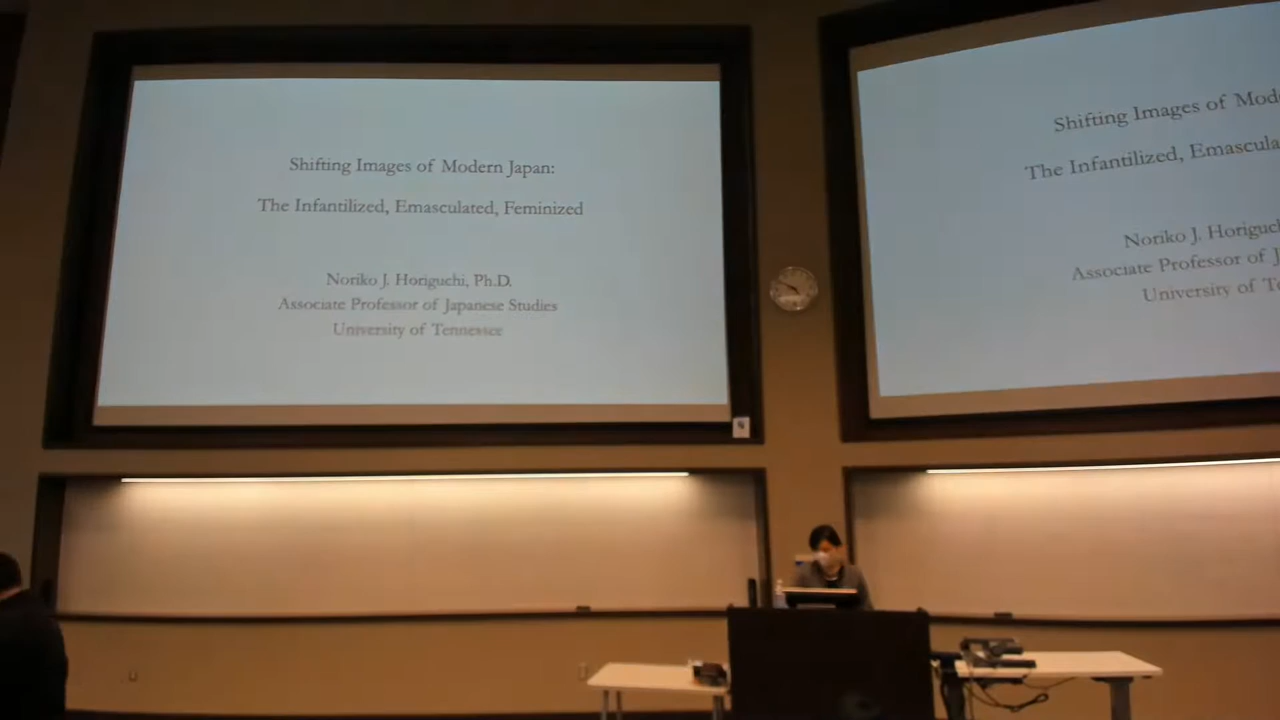 Shifting Images of Modern Japan:
The Infantilized, Emasculated, Feminized
Noriko J. Horiguchi, Ph.D.
Associate Professor of Japanese Studies
University of Tennessee
Shifting Images of Mod
The Infantilized, Emascula
Noriko J. Horiguc
Associate Professor of J
University of Te